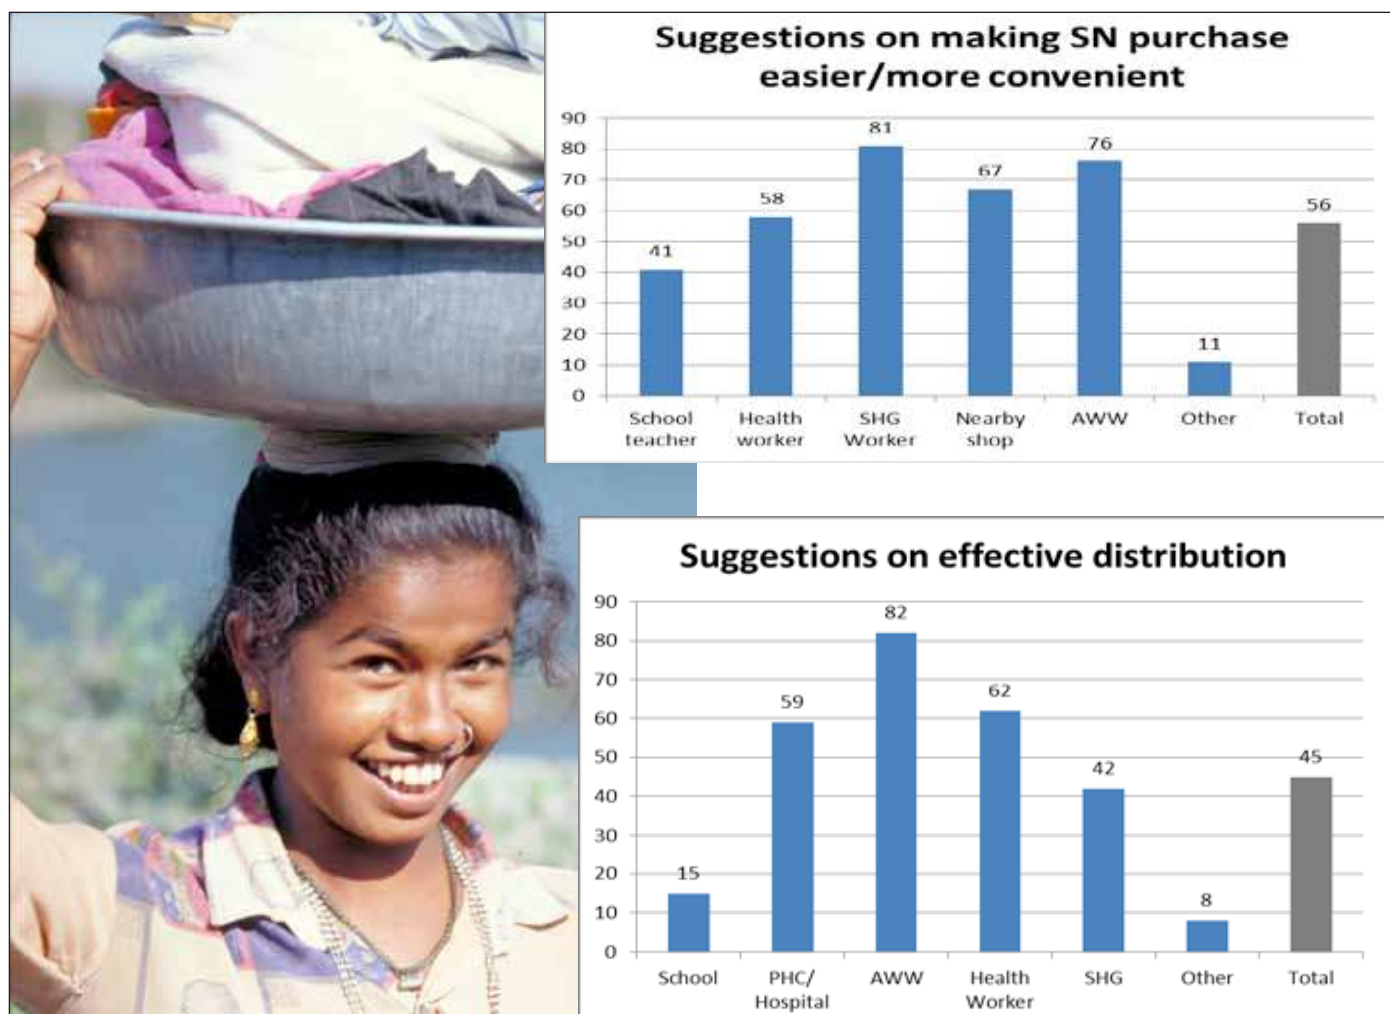 Suggestions on making SN purchase
easier/more convenient
90
80
70
60
50
40
30
20
10
0
41
58
81
67
76
11
56
School
teacher
Health
worker
SHG
Worker
Nearby
shop
AWW
Other
Total
Suggestions on effective distribution
90
80
70
60
50
40
30
20
10
0
15
59
82
62
42
8
45
School
PHC/
Hospital
AWW
Health
Worker
SHG
Other
Total